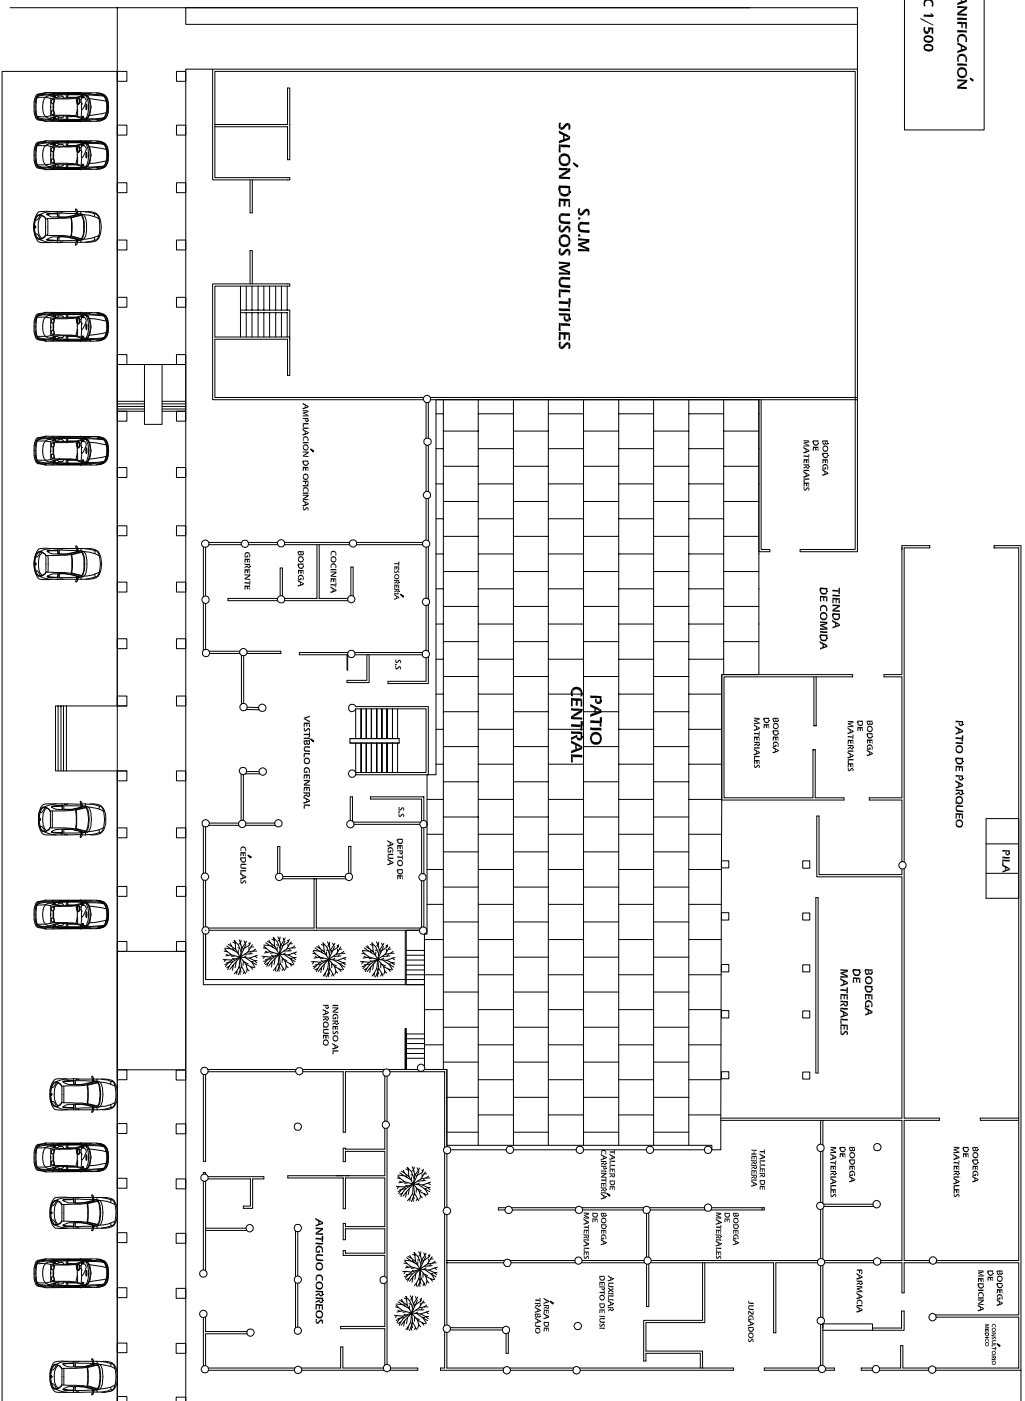 ANIFICACIÓN
C 1/500
S.U.M
SALÓN DE USOS MULTIPLES
AMPLIACIÓN DE OFICINAS
BODEGA
DE
MATERIALES
GERENTE
BODEGA
COCINETA
TESORERÍA
TIENDA
DE COMIDA
S.S
VESTÍBULO GENERAL
PATIO
CENTRAL
BODEGA
DE
MATERIALES
BODEGA
DE
MATERIALES
PATIO DE PARQUEO
PILA
S.S
CÉDULAS
DEPTO DE
AGUA
BODEGA
DE
MATERIALES
INGRESO AL
PARQUEO
TALLER DE
CARPINTERÍA
TALLER DE
HERRERIA
BODEGA
DE
MATERIALES
BODEGA
DE
MATERIALES
BODEGA
DE
MATERIALES
BODEGA
DE
MATERIALES
ANTIGUO CORREOS
ÁREA DE
TRABAJO
AUXILIAR
DEPTO DE IUSI
JUZGADOS
FARMACIA
BODEGA
DE
MEDICINA
CONSULTORIO
MEDICO